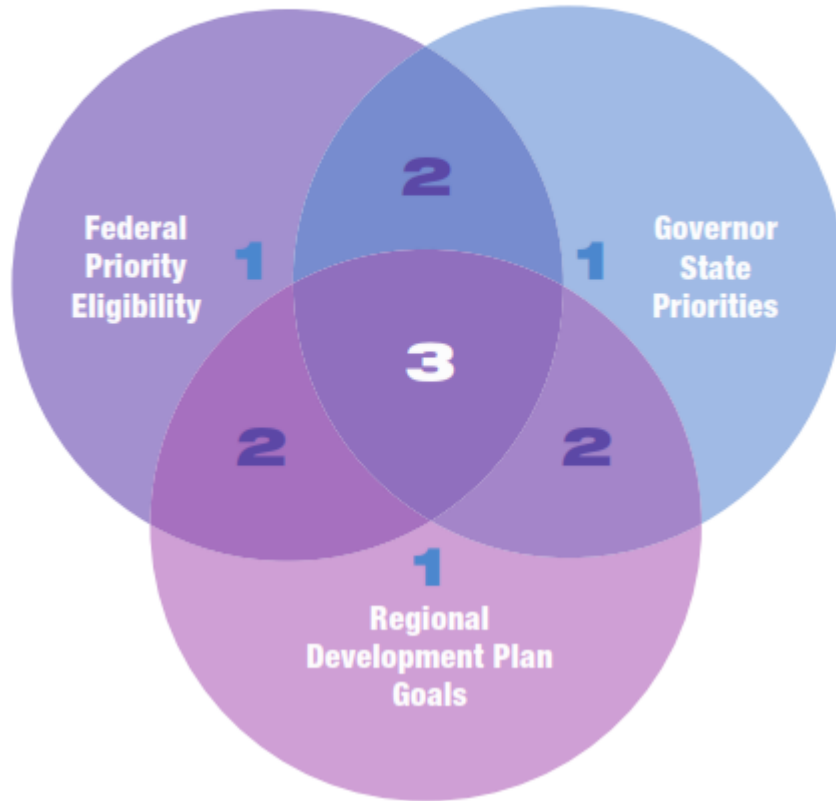 2
Federal
Priority
Eligibility
1
1
Governor
State
Priorities
3
2
2
1
Regional
Development Plan
Goals